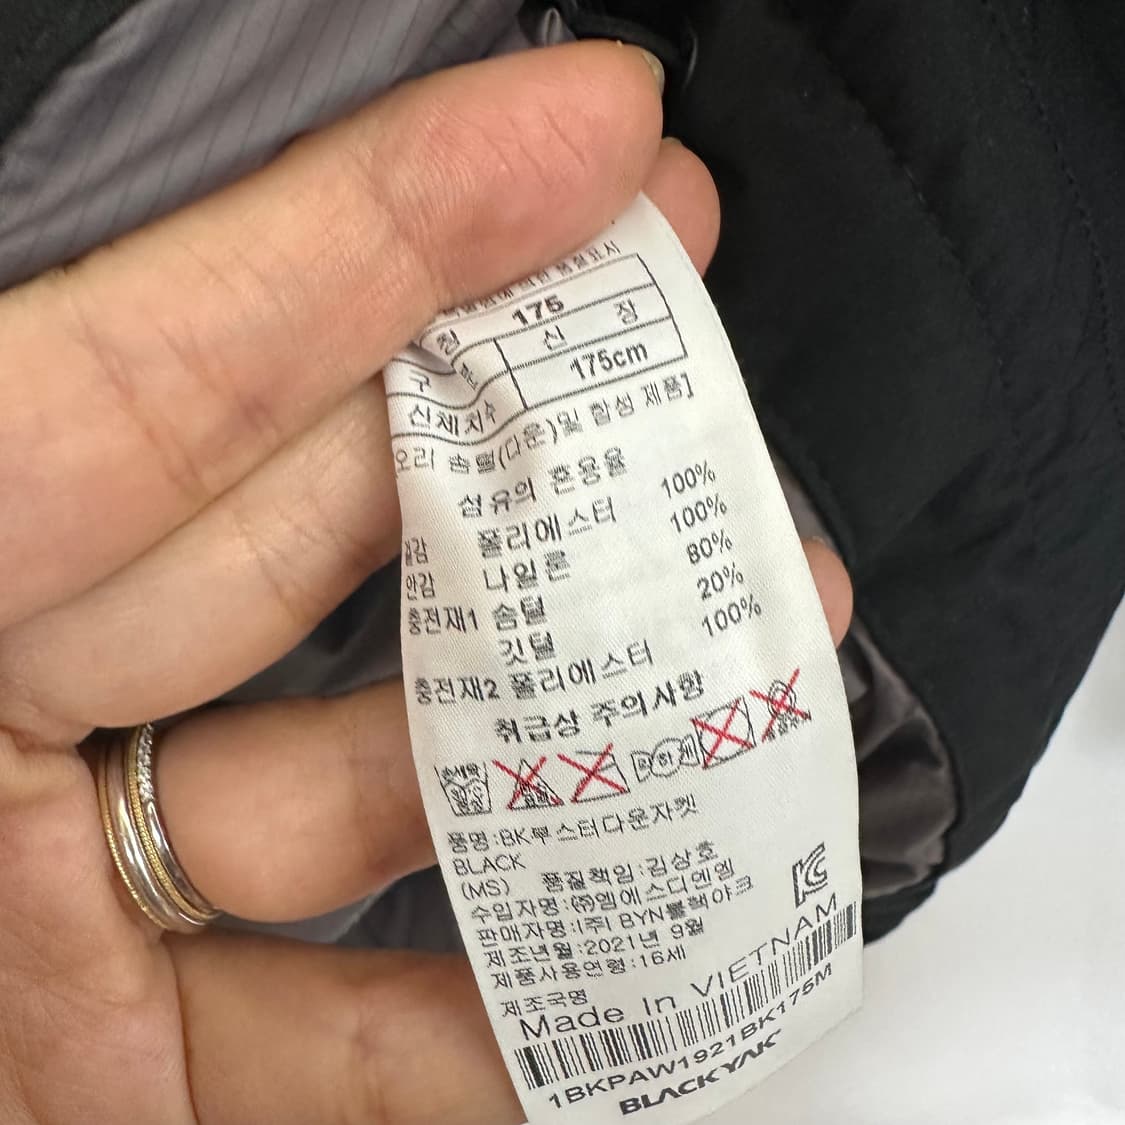 175
신 장
구
175cm
신체치수
오리 솜털(다운)및 합성 제품]
섬유의 혼용율
겉감 폴리에스터 100%
안감 나일론 100%
충전재1 솜털 80%
깃털 20%
충전재2 폴리에스터 100%
취급상 주의사항
손세탁
품명:BK부스터다운자켓
BLACK
(MS) 품질책임:김상호
수입자명:(주)엠에스디엔엠
판매자명:(주) BYN블랙야크
제조년월:2021년 9월
제품사용연령:16세
제조국명
Made In VIETNAM
1BKPAW1921BK175M
BLACKYAK